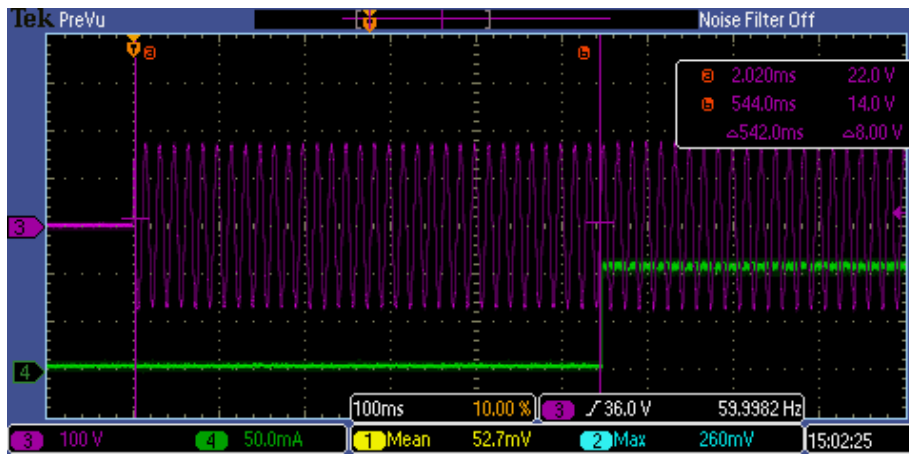 Tek PreVu Noise Filter Off
T
a b
a 2.020ms 22.0 V
b 544.0ms 14.0 V
△542.0ms △8.00 V
3
4
100ms 10.00 % 3 36.0 V 59.9982 Hz
3 100 V 4 50.0mA 1 Mean 52.7mV 2 Max 260mV 15:02:25